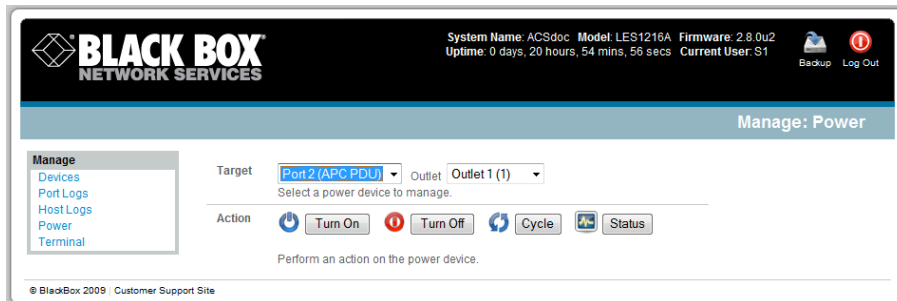 BLACK BOX
NETWORK SERVICES
System Name: ACSdoc Model: LES1216A Firmware: 2.8.0u2
Uptime: 0 days, 20 hours, 54 mins, 56 secs Current User: S1
Backup Log Out
Manage: Power
Manage
Devices
Port Logs
Host Logs
Power
Terminal
Target Port 2 (APC PDU) Outlet Outlet 1 (1)
Select a power device to manage.
Action Turn On Turn Off Cycle Status
Perform an action on the power device.
© BlackBox 2009 | Customer Support Site